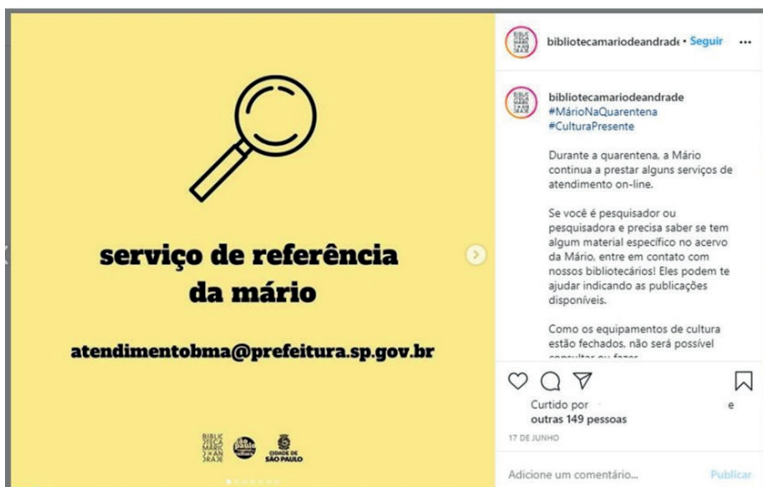 serviço de referência
da mário
atendimentobma@prefeitura.sp.gov.br
CIDADE DE
SÃO PAULO
bibliotecamariodeandrade • Seguir
bibliotecamariodeandrade
#MárioNaQuarentena
#CulturaPresente
Durante a quarentena, a Mário
continua a prestar alguns serviços de
atendimento on-line.
Se você é pesquisador ou
pesquisadora e precisa saber se tem
algum material específico no acervo
da Mário, entre em contato com
nossos bibliotecários! Eles podem te
ajudar indicando as publicações
disponíveis.
Como os equipamentos de cultura
estão fechados, não será possível
consultar ou fazer
Curtido por e
outras 149 pessoas
17 DE JUNHO
Adicione um comentário... Publicar